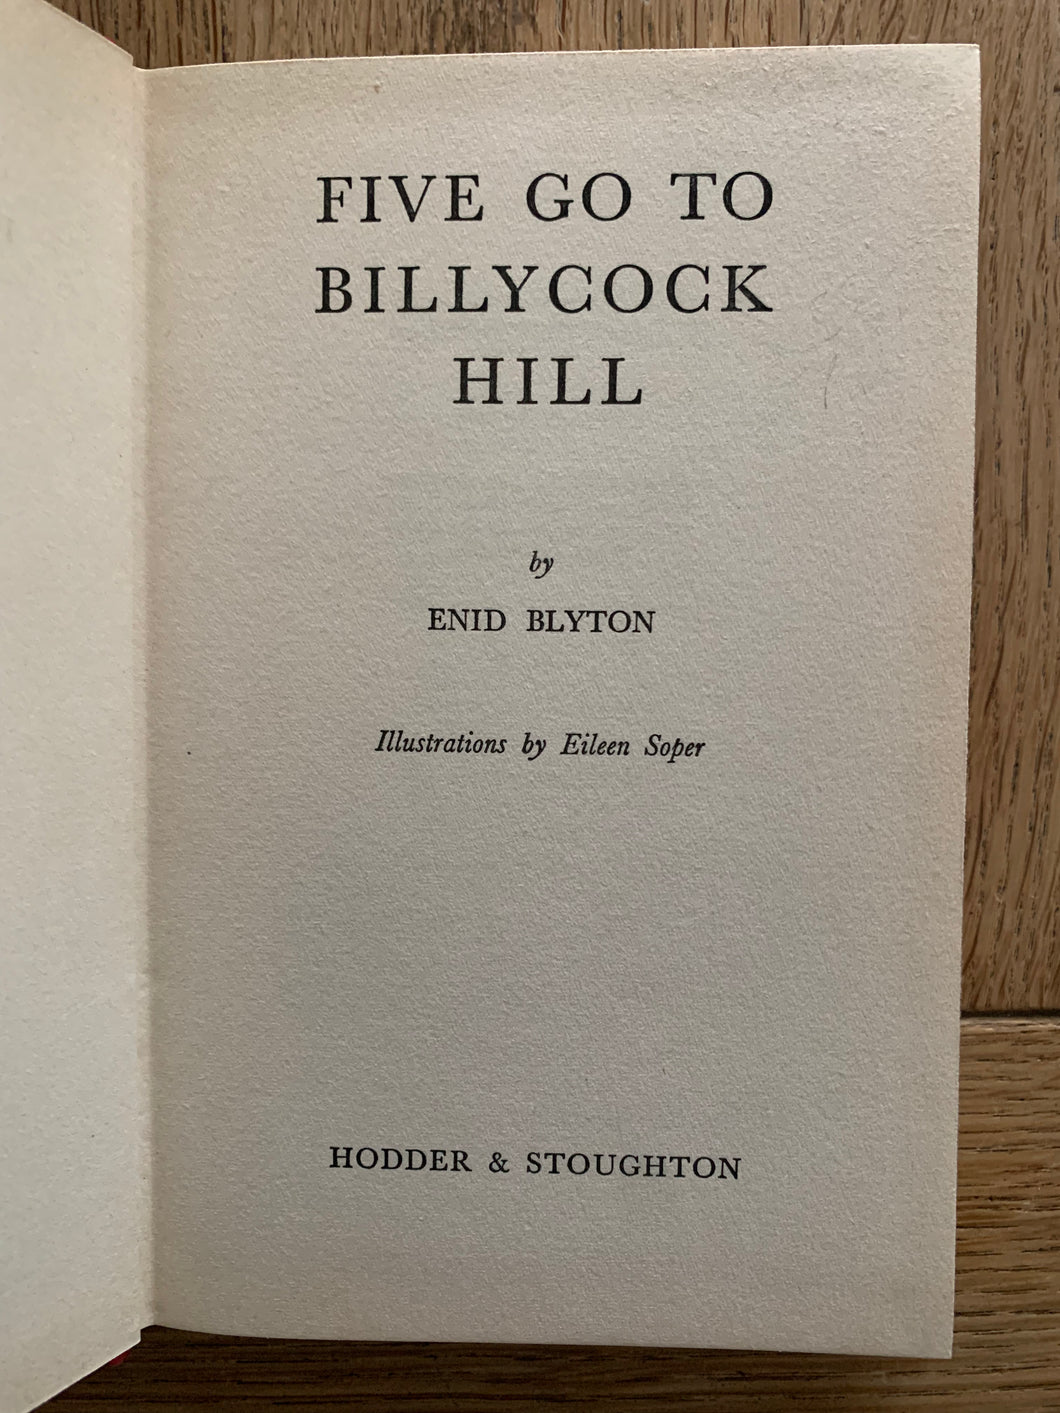 FIVE GO TO
BILLYCOCK
HILL
by
ENID BLYTON
Illustrations by Eileen Soper
HODDER & STOUGHTON